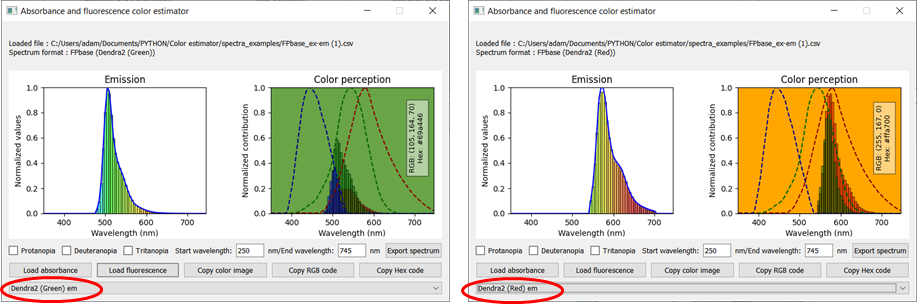 Absorbance and fluorescence color estimator
Loaded file : C:/Users/adam/Documents/PYTHON/Color estimator/spectra_examples/FPbase_ex-em (1).csv
Spectrum format : FPbase (Dendra2 (Green))
Emission
Color perception
Normalized values
1.0
0.8
0.6
0.4
0.2
0.0
400 500 600 700
Wavelength (nm)
Normalized contribution
1.0
0.8
0.6
0.4
0.2
0.0
400 500 600 700
Wavelength (nm)
RGB: (105, 164, 70)
Hex: #69a446
Protanopia Deuteranopia Tritanopia Start wavelength: 250 nm/End wavelength: 745 nm Export spectrum
Load absorbance Load fluorescence Copy color image Copy RGB code Copy Hex code
Dendra2 (Green) em
Absorbance and fluorescence color estimator
Loaded file : C:/Users/adam/Documents/PYTHON/Color estimator/spectra_examples/FPbase_ex-em (1).csv
Spectrum format : FPbase (Dendra2 (Red))
Emission
Color perception
Normalized values
1.0
0.8
0.6
0.4
0.2
0.0
400 500 600 700
Wavelength (nm)
Normalized contribution
1.0
0.8
0.6
0.4
0.2
0.0
400 500 600 700
Wavelength (nm)
RGB: (255, 167, 0)
Hex: #ffa700
Protanopia Deuteranopia Tritanopia Start wavelength: 250 nm/End wavelength: 745 nm Export spectrum
Load absorbance Load fluorescence Copy color image Copy RGB code Copy Hex code
Dendra2 (Red) em